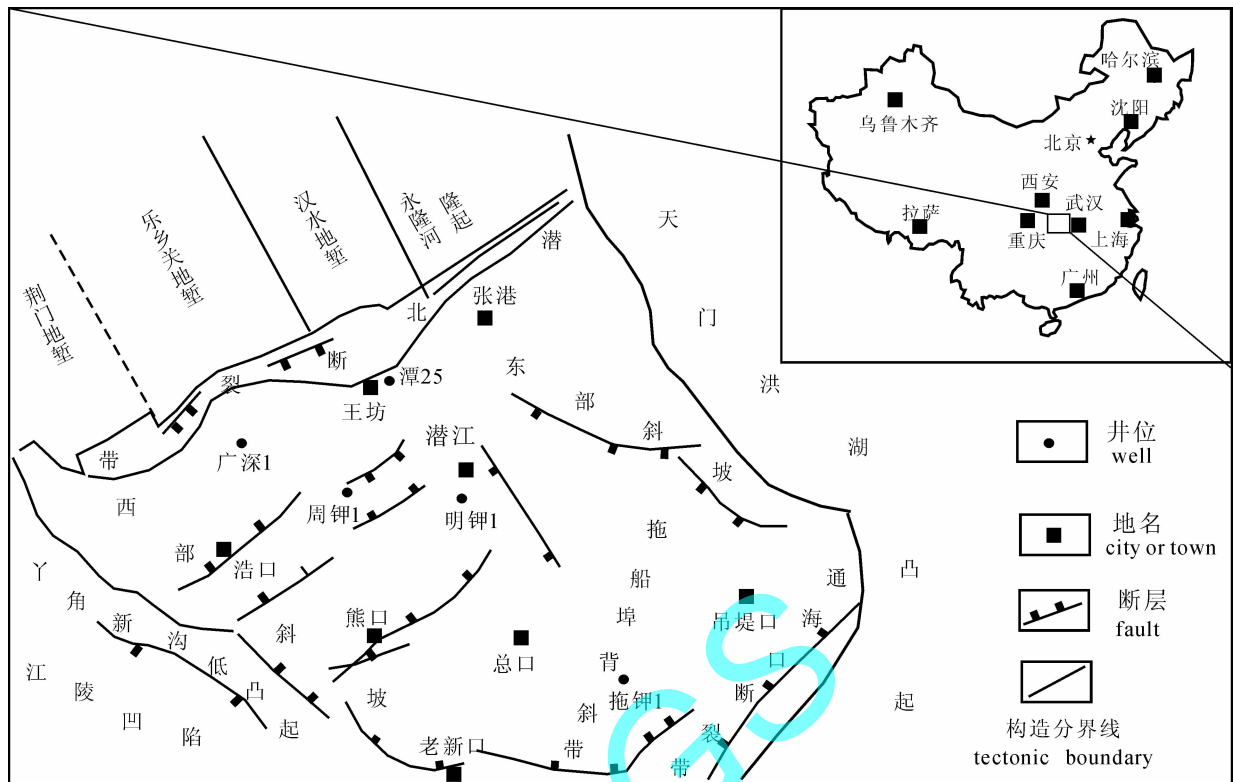 哈尔滨
沈阳
乌鲁木齐
北京
西安
武汉
拉萨
重庆
上海
广州
荆门地堑
乐乡关地堑
汉水地堑
永隆河
隆起
潜北断裂带
张港
潭25
王坊
广深1
潜江
周钾1
明钾1
浩口
熊口
总口
吊堤口
拖钾1
老新口
东部斜坡
西部斜坡
拖船埠背斜带
通海口断裂带
天门洪湖凸起
丫角新沟低凸起
江陵凹陷
井位
well
地名
city or town
断层
fault
构造分界线
tectonic boundary
GS